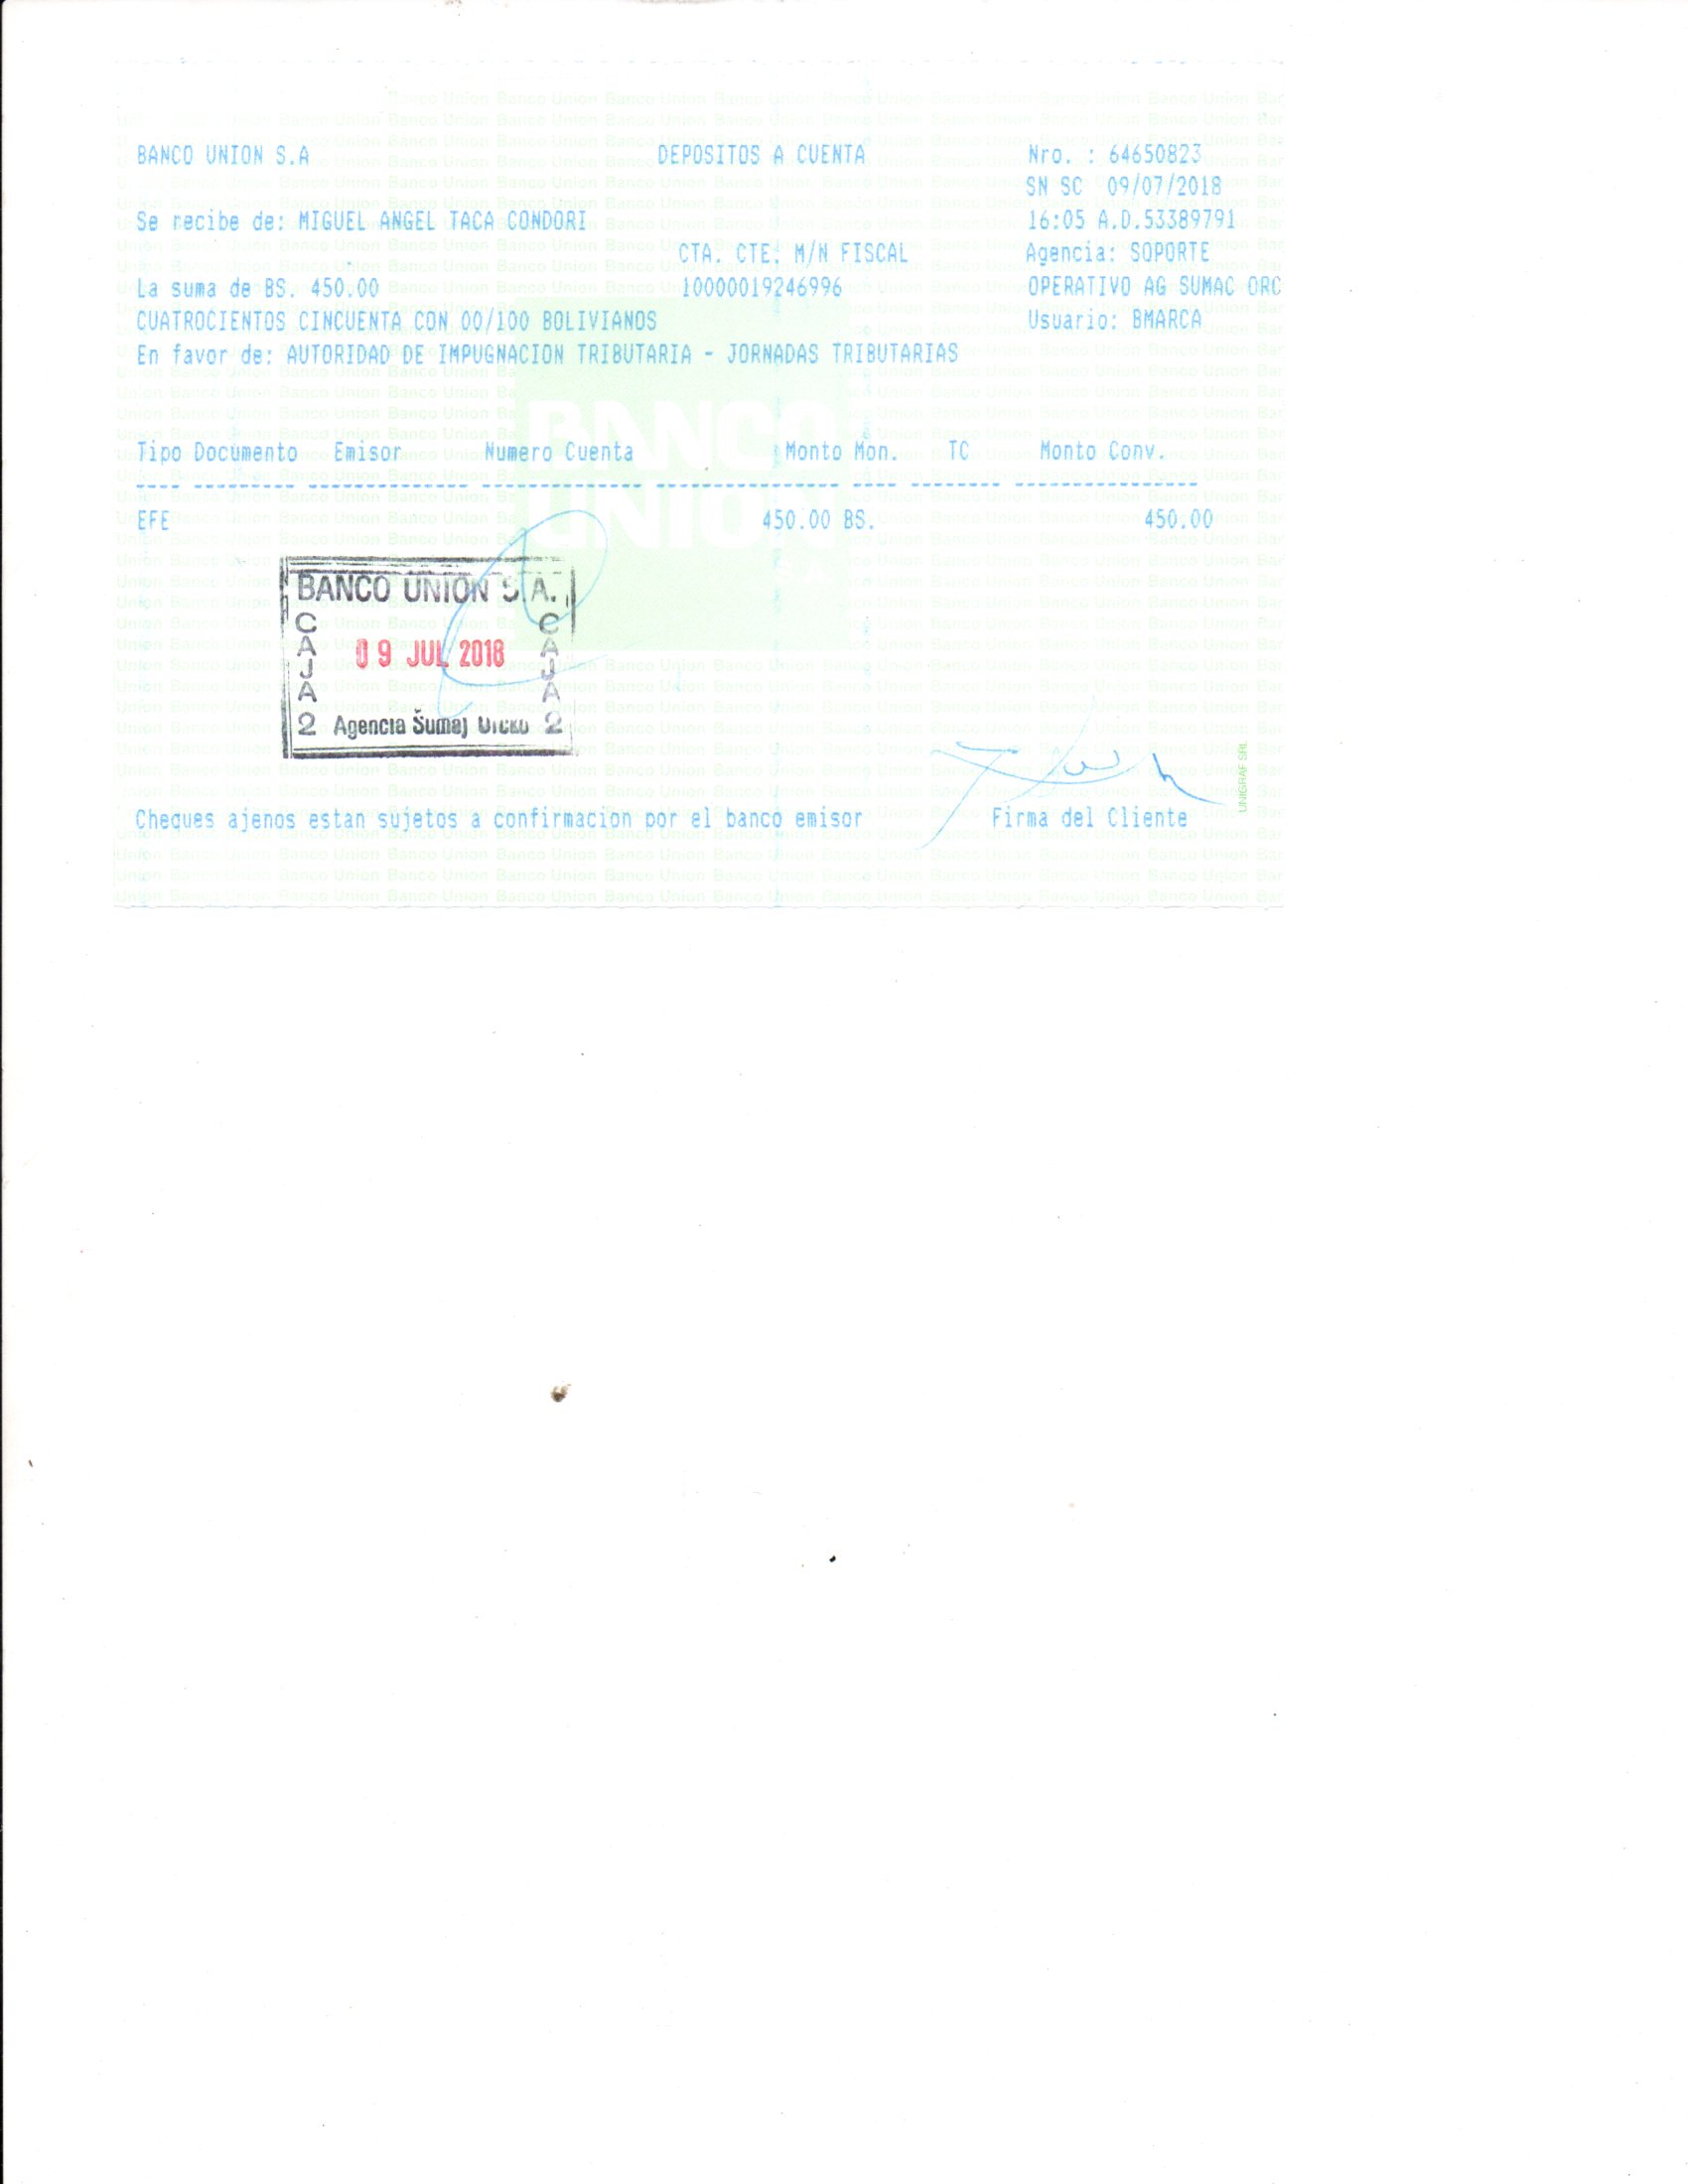 BANCO UNION S.A DEPOSITOS A CUENTA Nro. : 64650823
SN SC 09/07/2018
Se recibe de: MIGUEL ANGEL TACA CONDORI 16:05 A.D.53389791
CTA. CTE. M/N FISCAL Agencia: SOPORTE
La suma de BS. 450.00 10000019246996 OPERATIVO AG SUMAC ORC
CUATROCIENTOS CINCUENTA CON 00/100 BOLIVIANOS Usuario: BMARCA
En favor de: AUTORIDAD DE IMPUGNACION TRIBUTARIA - JORNADAS TRIBUTARIAS
Tipo Documento Emisor Numero Cuenta Monto Mon. TC Monto Conv.
EFE 450.00 BS. 450.00
BANCO UNION
BANCO UNION S.A.
CAJA 2 09 JUL 2018 CAJA 2
Agencia Sumaj
UNIGRAF SRL
Cheques ajenos estan sujetos a confirmacion por el banco emisor Firma del Cliente